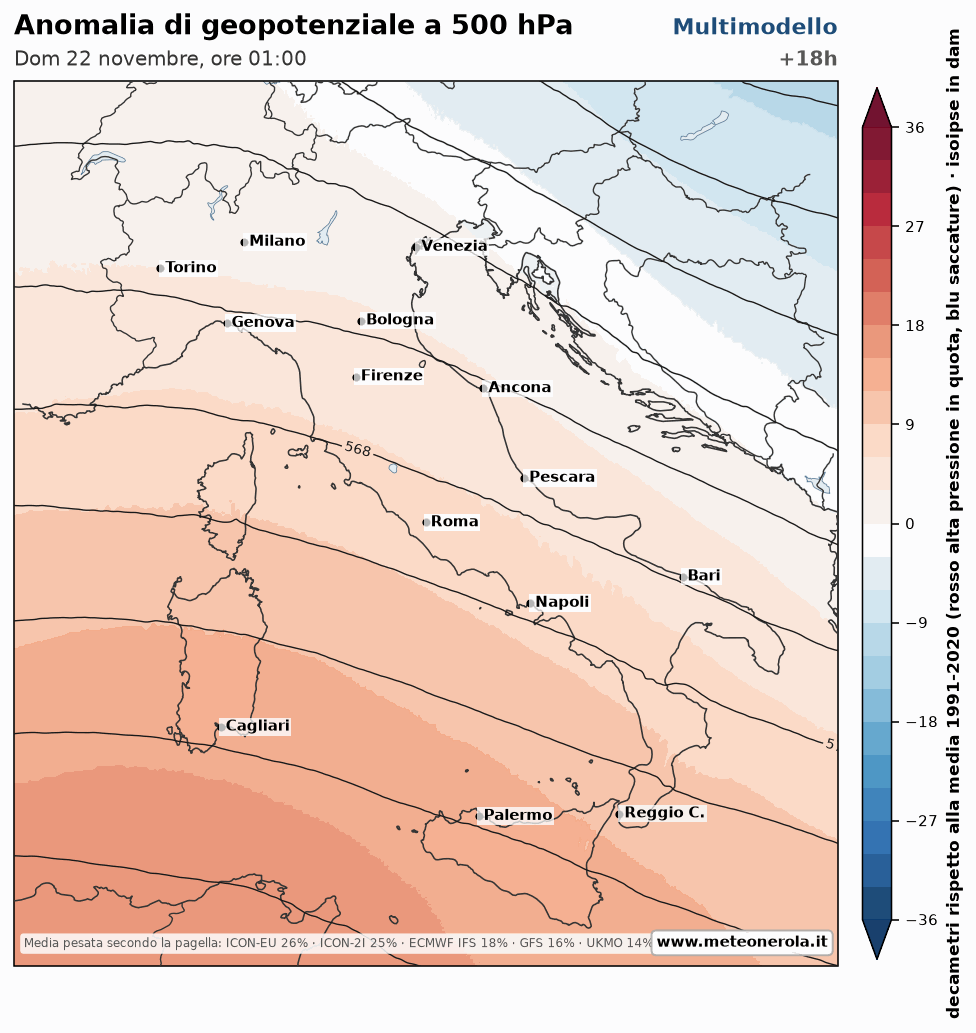 Anomalia di geopotenziale a 500 hPa
Multimodello
Dom 22 novembre, ore 01:00
+18h
Milano
Venezia
Torino
Genova
Bologna
Firenze
Ancona
568
Pescara
Roma
Bari
Napoli
Cagliari
Palermo
Reggio C.
Media pesata secondo la pagella: ICON-EU 26% · ICON-2I 25% · ECMWF IFS 18% · GFS 16% · UKMO 14%
www.meteonerola.it
36
27
18
9
0
−9
−18
−27
−36
decametri rispetto alla media 1991-2020 (rosso alta pressione in quota, blu saccature) · isoipse in dam